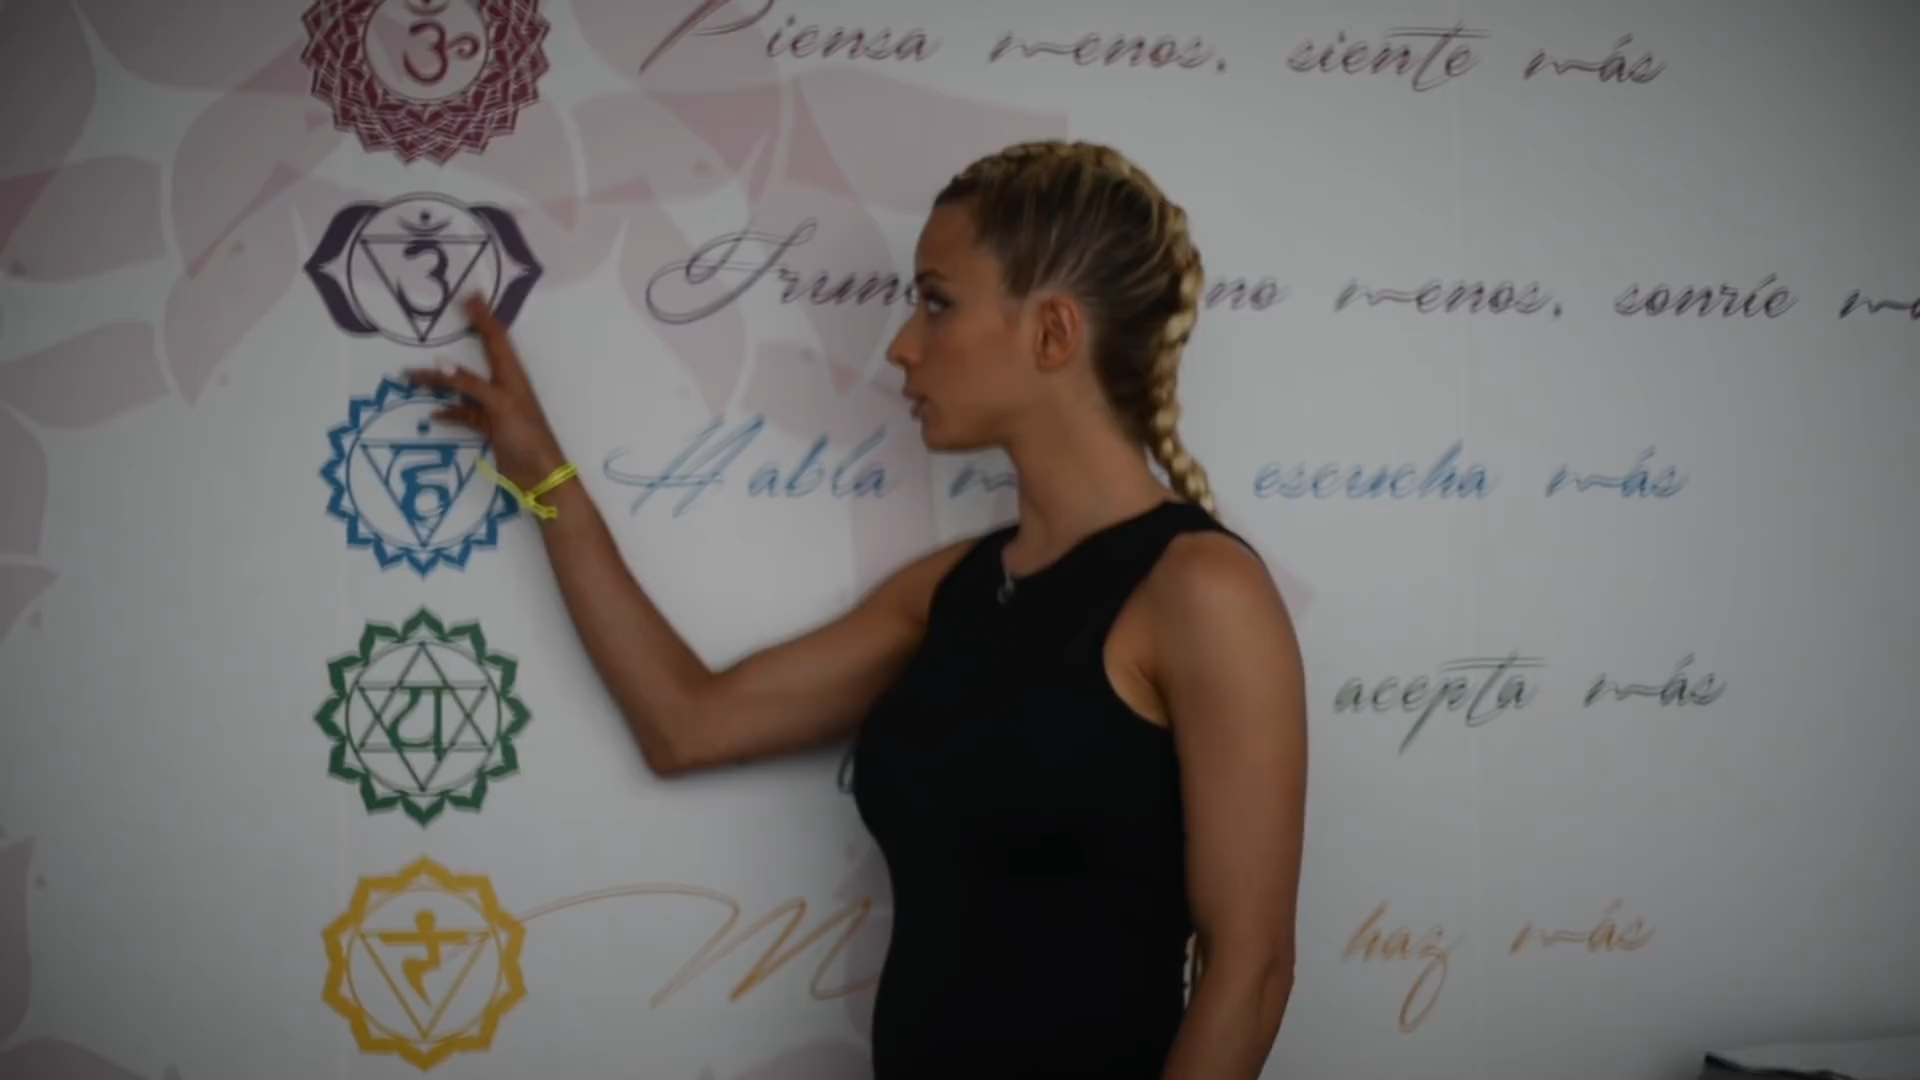 ॐ Piensa menos, siente más
ॐ no menos, sonríe
हं Habla escucha más
यं acepta más
रं haz más